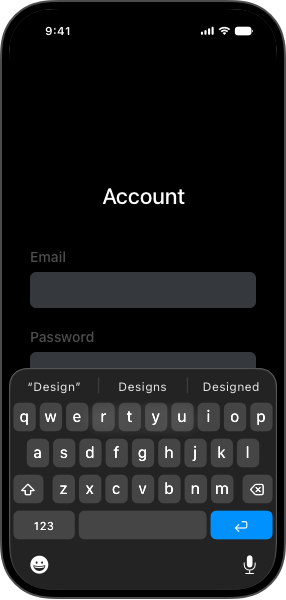 9:41
Account
Email
Password
“Design” Designs Designed
q w e r t y u i o p
a s d f g h j k l
z x c v b n m
123